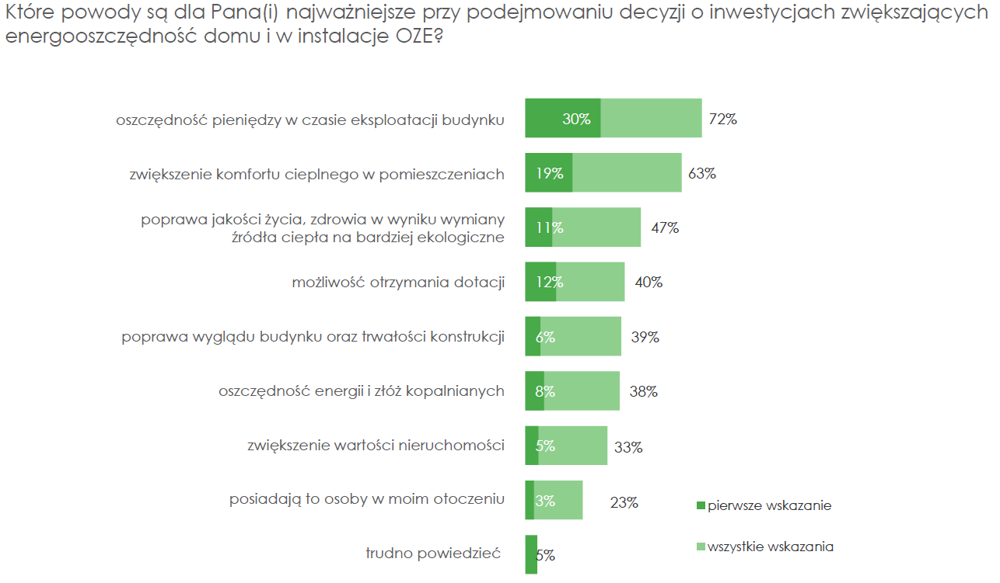 Które powody są dla Pana(i) najważniejsze przy podejmowaniu decyzji o inwestycjach zwiększających
energooszczędność domu i w instalacje OZE?
oszczędność pieniędzy w czasie eksploatacji budynku
30%
72%
zwiększenie komfortu cieplnego w pomieszczeniach
19%
63%
poprawa jakości życia, zdrowia w wyniku wymiany
źródła ciepła na bardziej ekologiczne
11%
47%
możliwość otrzymania dotacji
12%
40%
poprawa wyglądu budynku oraz trwałości konstrukcji
6%
39%
oszczędność energii i złóż kopalnianych
8%
38%
zwiększenie wartości nieruchomości
5%
33%
posiadają to osoby w moim otoczeniu
3%
23%
trudno powiedzieć
5%
pierwsze wskazanie
wszystkie wskazania